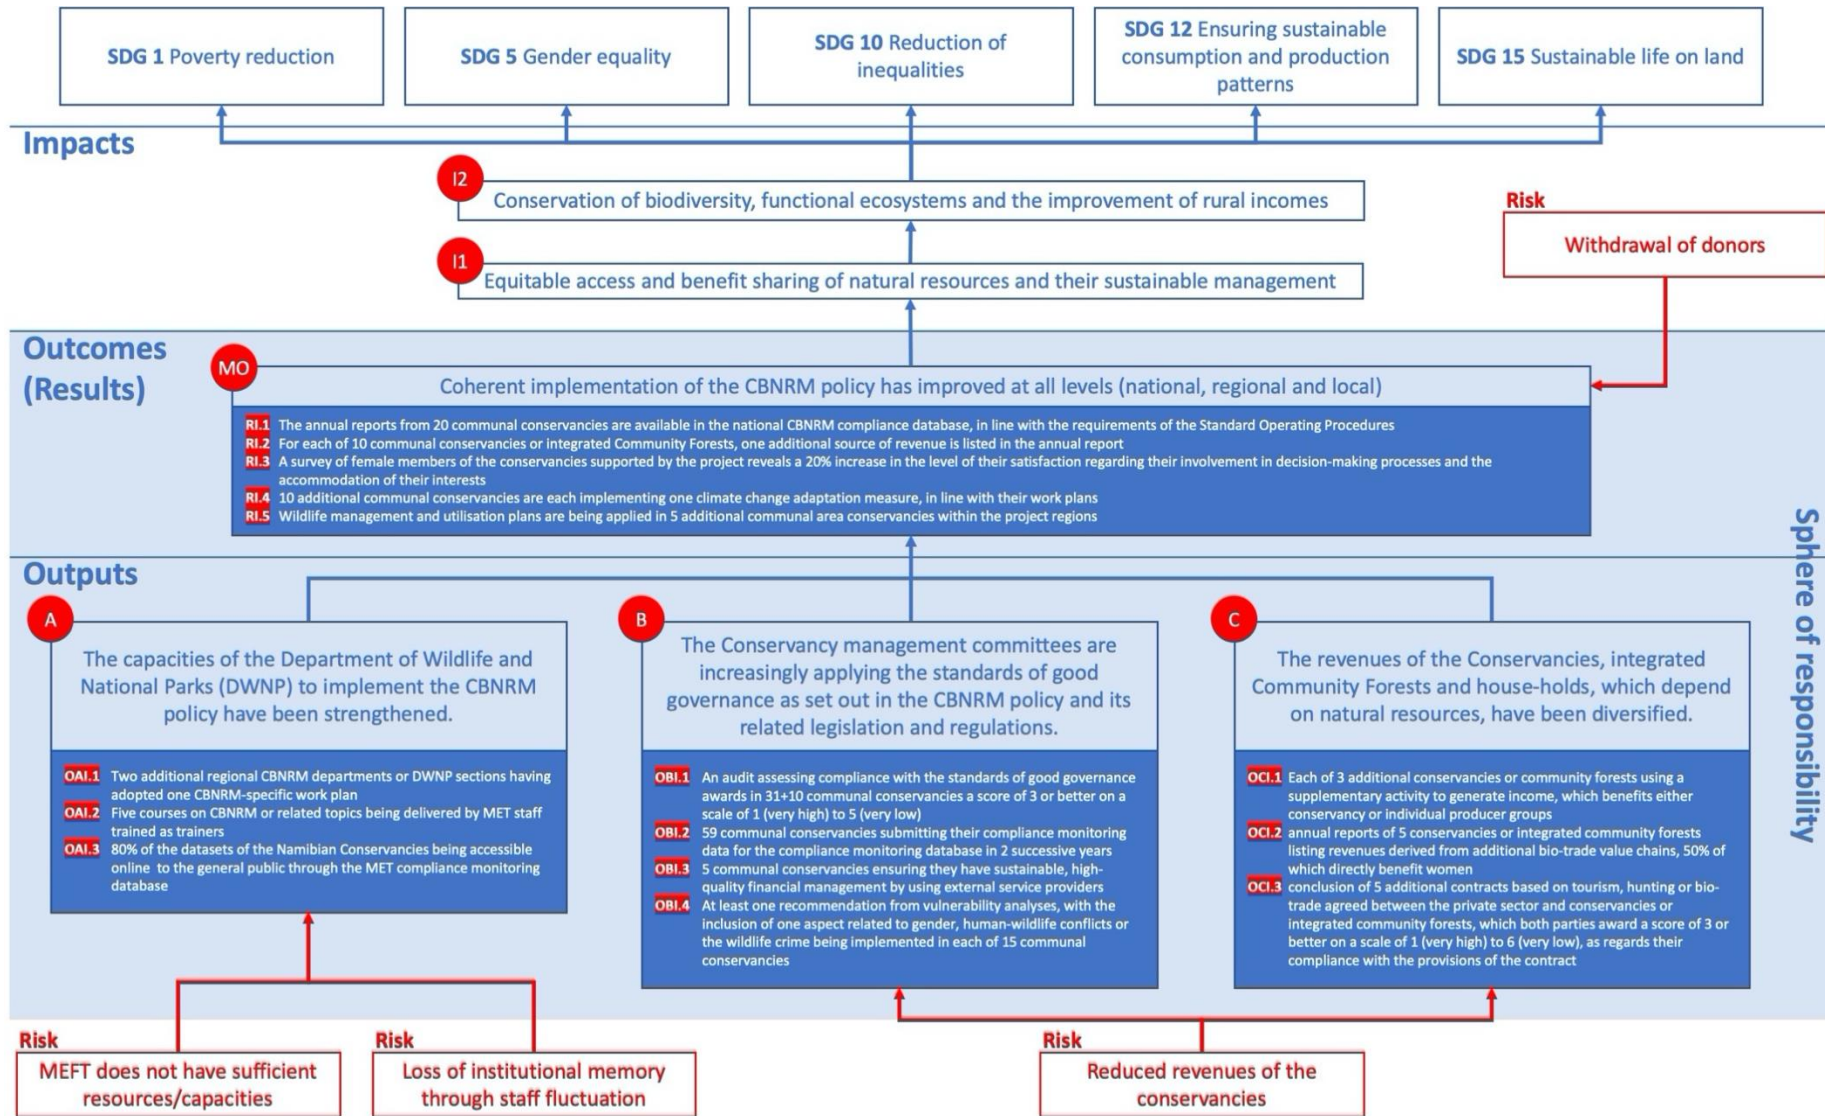 SDG 1 Poverty reduction
SDG 5 Gender equality
SDG 10 Reduction of
inequalities
SDG 12 Ensuring sustainable
consumption and production
patterns
SDG 15 Sustainable life on land
Impacts
I2
Conservation of biodiversity, functional ecosystems and the improvement of rural incomes
Risk
Withdrawal of donors
I1
Equitable access and benefit sharing of natural resources and their sustainable management
Outcomes
(Results)
MO
Coherent implementation of the CBNRM policy has improved at all levels (national, regional and local)
RI.1 The annual reports from 20 communal conservancies are available in the national CBNRM compliance database, in line with the requirements of the Standard Operating Procedures
RI.2 For each of 10 communal conservancies or integrated Community Forests, one additional source of revenue is listed in the annual report
RI.3 A survey of female members of the conservancies supported by the project reveals a 20% increase in the level of their satisfaction regarding their involvement in decision-making processes and the
accommodation of their interests
RI.4 10 additional communal conservancies are each implementing one climate change adaptation measure, in line with their work plans
RI.5 Wildlife management and utilisation plans are being applied in 5 additional communal area conservancies within the project regions
Sphere of responsibility
Outputs
A
The capacities of the Department of Wildlife and
National Parks (DWNP) to implement the CBNRM
policy have been strengthened.
OAI.1 Two additional regional CBNRM departments or DWNP sections having
adopted one CBNRM-specific work plan
OAI.2 Five courses on CBNRM or related topics being delivered by MET staff
trained as trainers
OAI.3 80% of the datasets of the Namibian Conservancies being accessible
online to the general public through the MET compliance monitoring
database
B
The Conservancy management committees are
increasingly applying the standards of good
governance as set out in the CBNRM policy and its
related legislation and regulations.
OBI.1 An audit assessing compliance with the standards of good governance
awards in 31+10 communal conservancies a score of 3 or better on a
scale of 1 (very high) to 5 (very low)
OBI.2 59 communal conservancies submitting their compliance monitoring
data for the compliance monitoring database in 2 successive years
OBI.3 5 communal conservancies ensuring they have sustainable, high-
quality financial management by using external service providers
OBI.4 At least one recommendation from vulnerability analyses, with the
inclusion of one aspect related to gender, human-wildlife conflicts or
the wildlife crime being implemented in each of 15 communal
conservancies
C
The revenues of the Conservancies, integrated
Community Forests and house-holds, which depend
on natural resources, have been diversified.
OCI.1 Each of 3 additional conservancies or community forests using a
supplementary activity to generate income, which benefits either
conservancy or individual producer groups
OCI.2 annual reports of 5 conservancies or integrated community forests
listing revenues derived from additional bio-trade value chains, 50% of
which directly benefit women
OCI.3 conclusion of 5 additional contracts based on tourism, hunting or bio-
trade agreed between the private sector and conservancies or
integrated community forests, which both parties award a score of 3 or
better on a scale of 1 (very high) to 6 (very low), as regards their
compliance with the provisions of the contract
Risk
MEFT does not have sufficient
resources/capacities
Risk
Loss of institutional memory
through staff fluctuation
Risk
Reduced revenues of the
conservancies